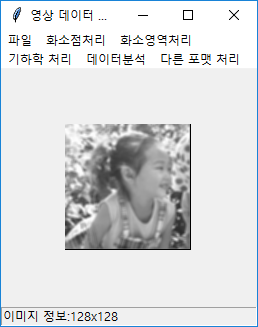 영상 데이터 ...
파일 화소점처리 화소영역처리
기하학 처리 데이터분석 다른 포맷 처리
이미지 정보:128x128